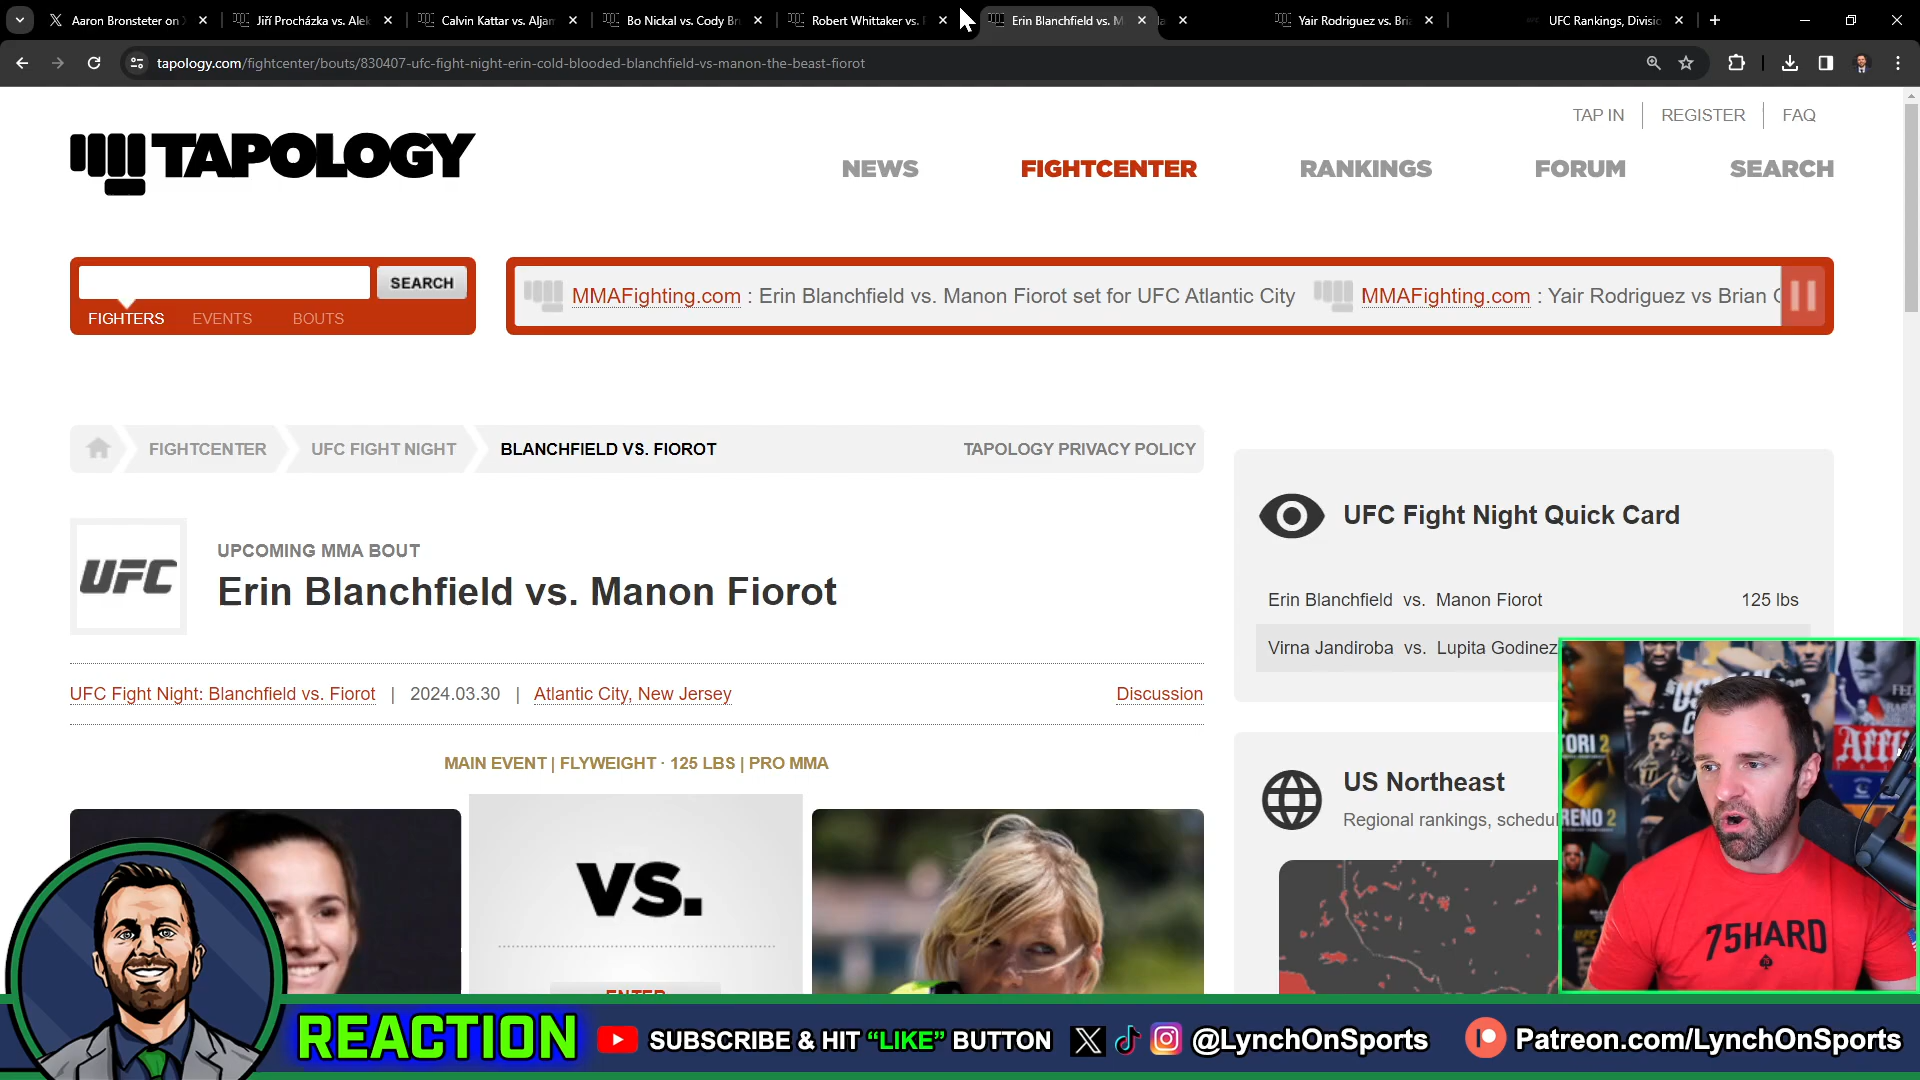 Aaron Bronsteter on
Jiří Procházka vs. Alek
Calvin Kattar vs. Aljam
Bo Nickal vs. Cody Br
Robert Whittaker vs.
Erin Blanchfield vs. M
Yair Rodriguez vs. Bri
UFC Rankings, Divisio
tapology.com/fightcenter/bouts/830407-ufc-fight-night-erin-cold-blooded-blanchfield-vs-manon-the-beast-fiorot
TAP IN
REGISTER
FAQ
TAPOLOGY
NEWS
FIGHTCENTER
RANKINGS
FORUM
SEARCH
SEARCH
FIGHTERS
EVENTS
BOUTS
MMAFighting.com : Erin Blanchfield vs. Manon Fiorot set for UFC Atlantic City
MMAFighting.com : Yair Rodriguez vs Brian
FIGHTCENTER
UFC FIGHT NIGHT
BLANCHFIELD VS. FIOROT
TAPOLOGY PRIVACY POLICY
UFC
UPCOMING MMA BOUT
Erin Blanchfield vs. Manon Fiorot
UFC Fight Night: Blanchfield vs. Fiorot | 2024.03.30 | Atlantic City, New Jersey
Discussion
MAIN EVENT | FLYWEIGHT · 125 LBS | PRO MMA
VS.
ENTER
UFC Fight Night Quick Card
Erin Blanchfield vs. Manon Fiorot 125 lbs
Virna Jandiroba vs. Lupita Godinez
US Northeast
Regional rankings, schedul
TORI 2
RENO 2
75HARD
REACTION
SUBSCRIBE & HIT “LIKE” BUTTON
@LynchOnSports
Patreon.com/LynchOnSports